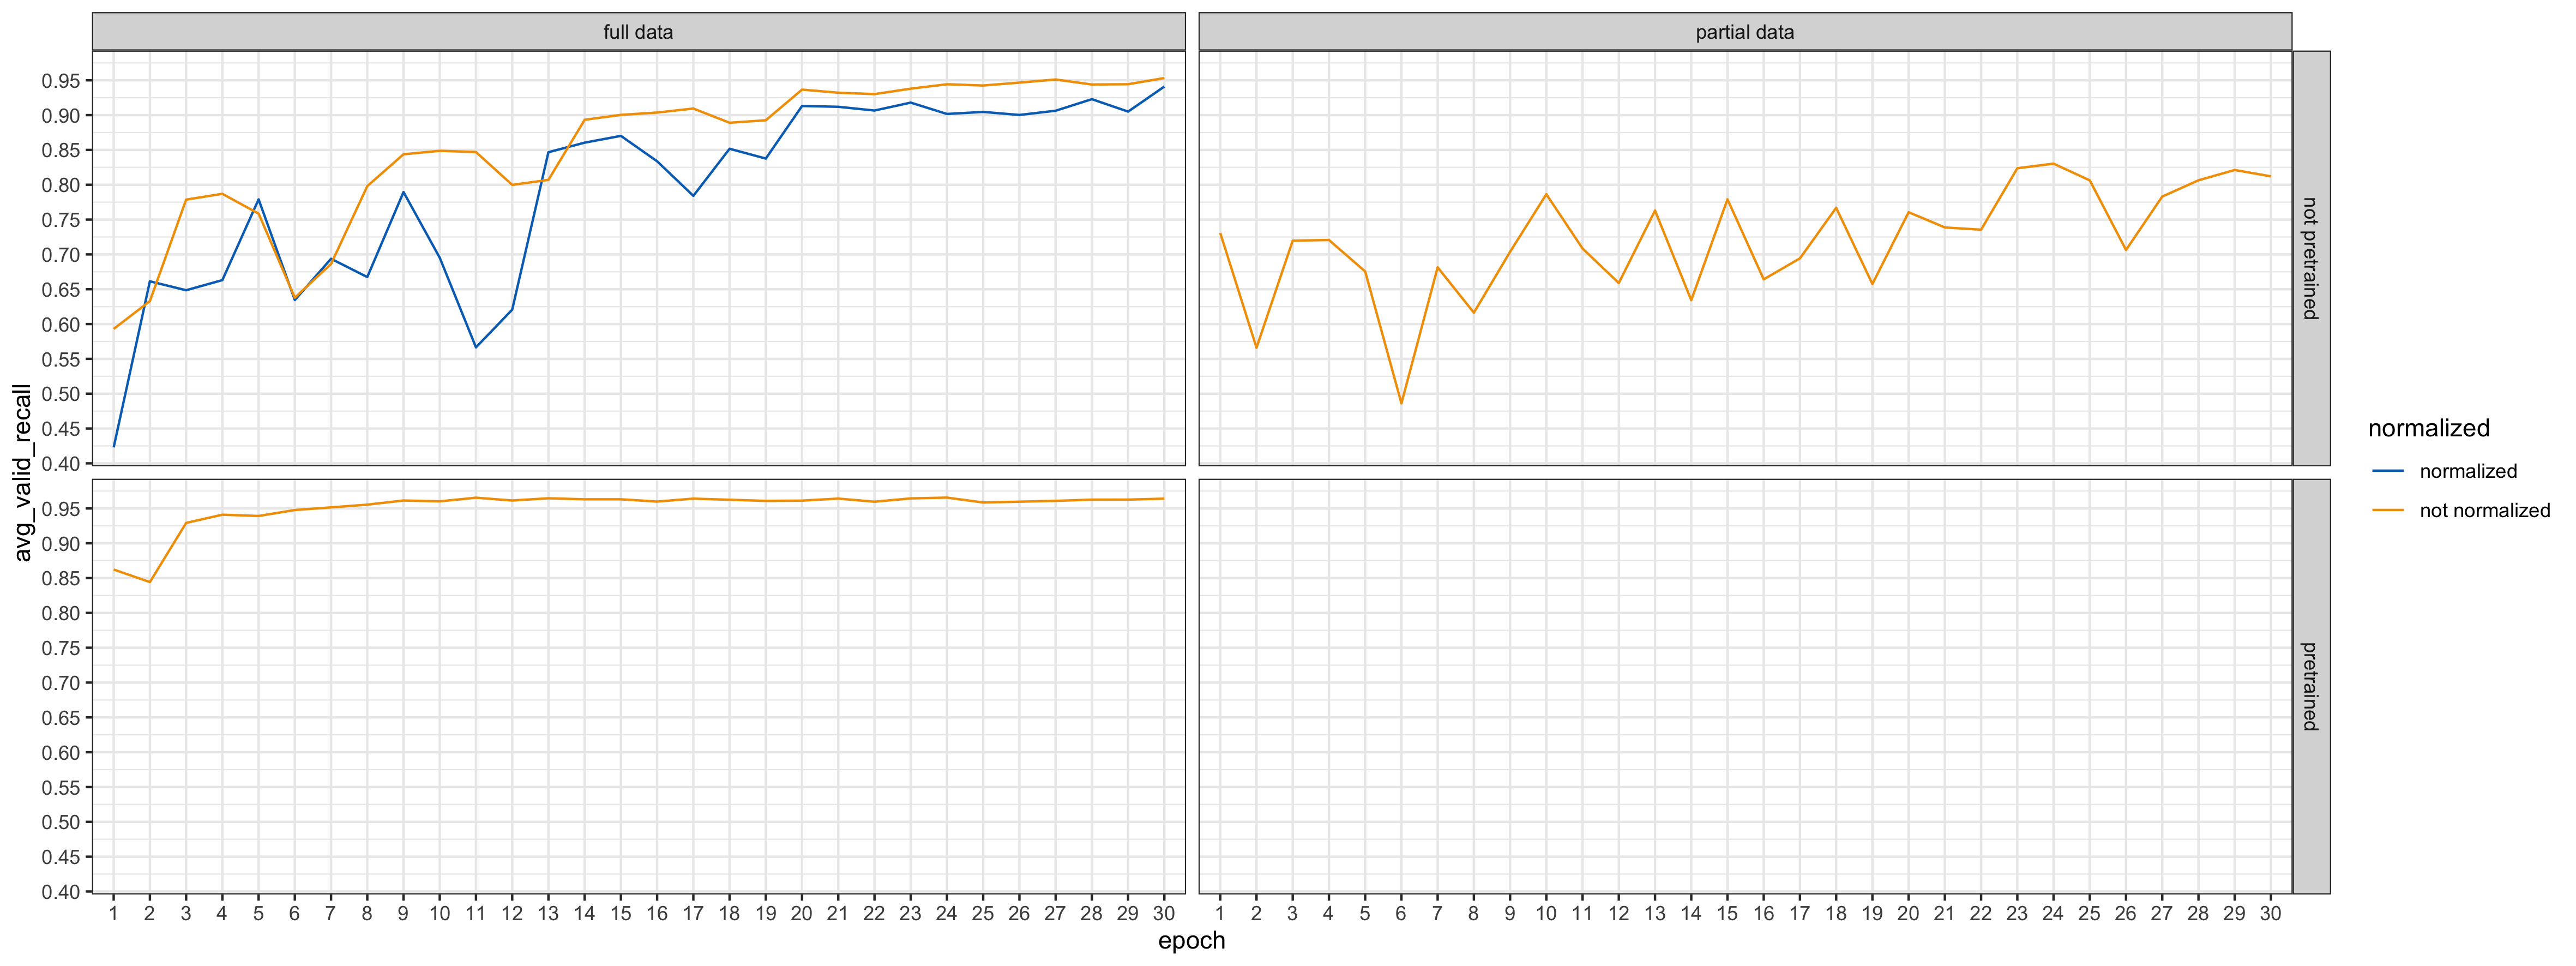 full data
partial data
0.95
0.90
0.85
0.80
0.75
0.70
0.65
0.60
0.55
0.50
0.45
0.40
not pretrained
0.95
0.90
0.85
0.80
0.75
0.70
0.65
0.60
0.55
0.50
0.45
0.40
pretrained
avg_valid_recall
1 2 3 4 5 6 7 8 9 10 11 12 13 14 15 16 17 18 19 20 21 22 23 24 25 26 27 28 29 30
1 2 3 4 5 6 7 8 9 10 11 12 13 14 15 16 17 18 19 20 21 22 23 24 25 26 27 28 29 30
epoch
normalized
normalized
not normalized